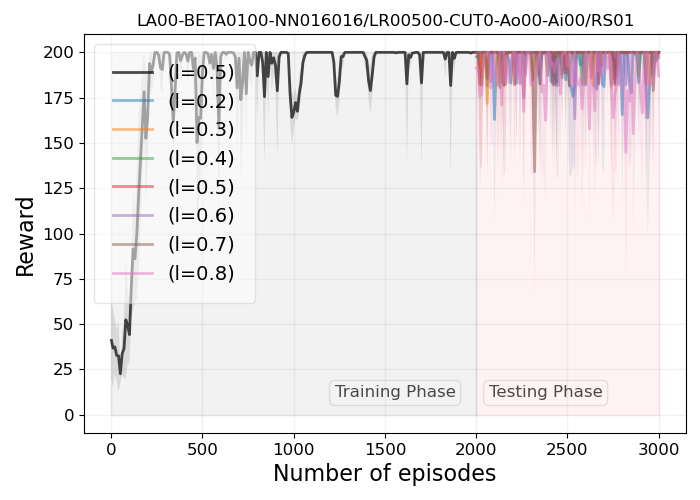 LA00-BETA0100-NN016016/LR00500-CUT0-Ao00-Ai00/RS01
Reward
200
175
150
125
100
75
50
25
0
(l=0.5)
(l=0.2)
(l=0.3)
(l=0.4)
(l=0.5)
(l=0.6)
(l=0.7)
(l=0.8)
Training Phase
Testing Phase
0 500 1000 1500 2000 2500 3000
Number of episodes